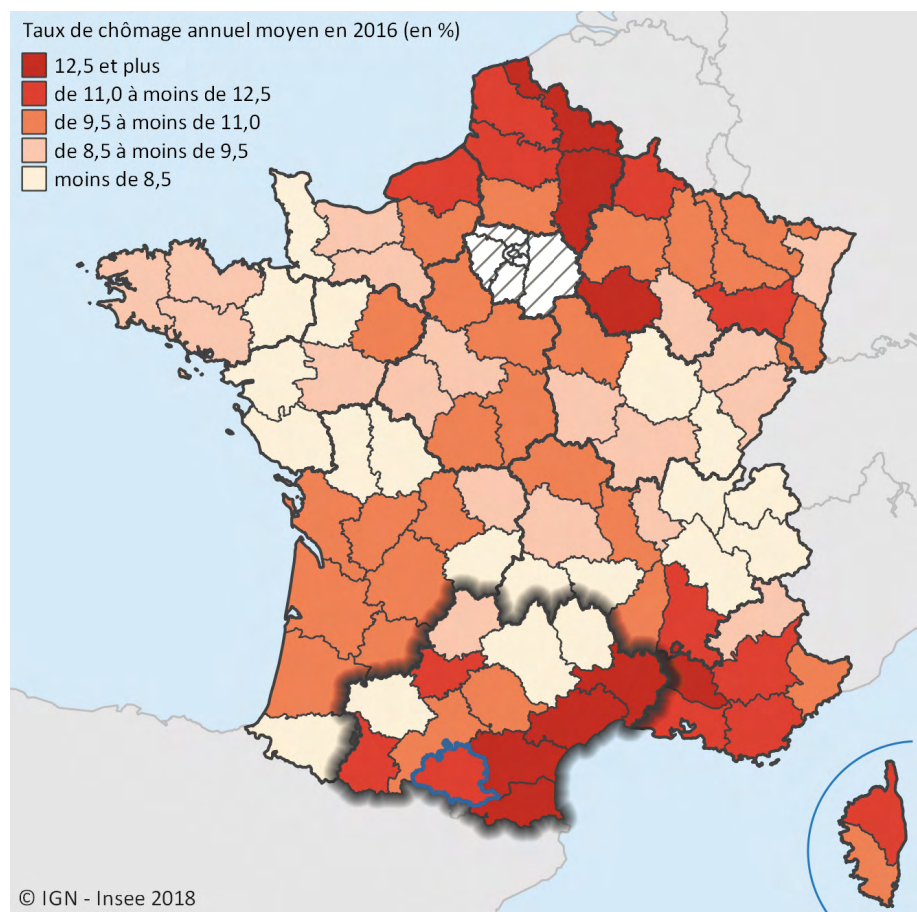 Taux de chômage annuel moyen en 2016 (en %)
12,5 et plus
de 11,0 à moins de 12,5
de 9,5 à moins de 11,0
de 8,5 à moins de 9,5
moins de 8,5
© IGN - Insee 2018